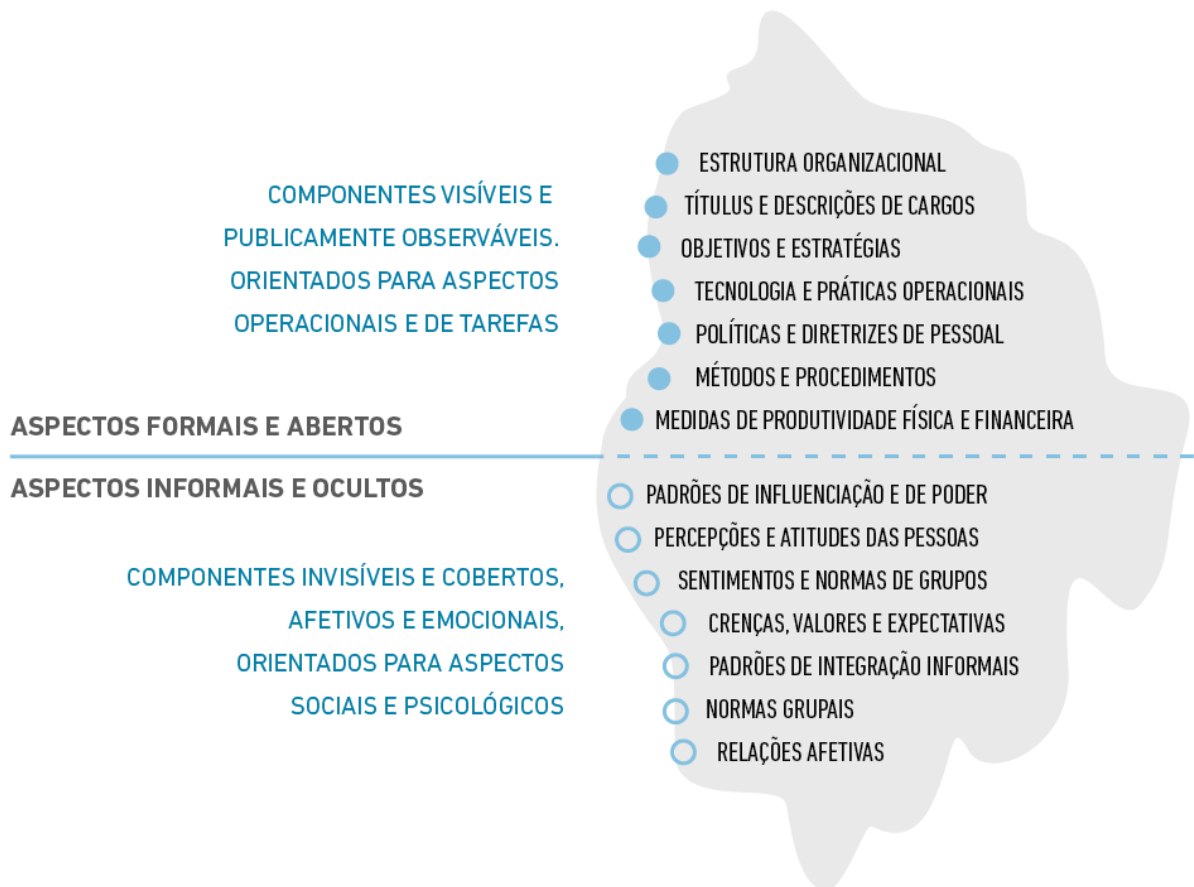 COMPONENTES VISÍVEIS E
PUBLICAMENTE OBSERVÁVEIS.
ORIENTADOS PARA ASPECTOS
OPERACIONAIS E DE TAREFAS
ESTRUTURA ORGANIZACIONAL
TÍTULUS E DESCRIÇÕES DE CARGOS
OBJETIVOS E ESTRATÉGIAS
TECNOLOGIA E PRÁTICAS OPERACIONAIS
POLÍTICAS E DIRETRIZES DE PESSOAL
MÉTODOS E PROCEDIMENTOS
MEDIDAS DE PRODUTIVIDADE FÍSICA E FINANCEIRA
ASPECTOS FORMAIS E ABERTOS
ASPECTOS INFORMAIS E OCULTOS
COMPONENTES INVISÍVEIS E COBERTOS,
AFETIVOS E EMOCIONAIS,
ORIENTADOS PARA ASPECTOS
SOCIAIS E PSICOLÓGICOS
PADRÕES DE INFLUENCIAÇÃO E DE PODER
PERCEPÇÕES E ATITUDES DAS PESSOAS
SENTIMENTOS E NORMAS DE GRUPOS
CRENÇAS, VALORES E EXPECTATIVAS
PADRÕES DE INTEGRAÇÃO INFORMAIS
NORMAS GRUPAIS
RELAÇÕES AFETIVAS